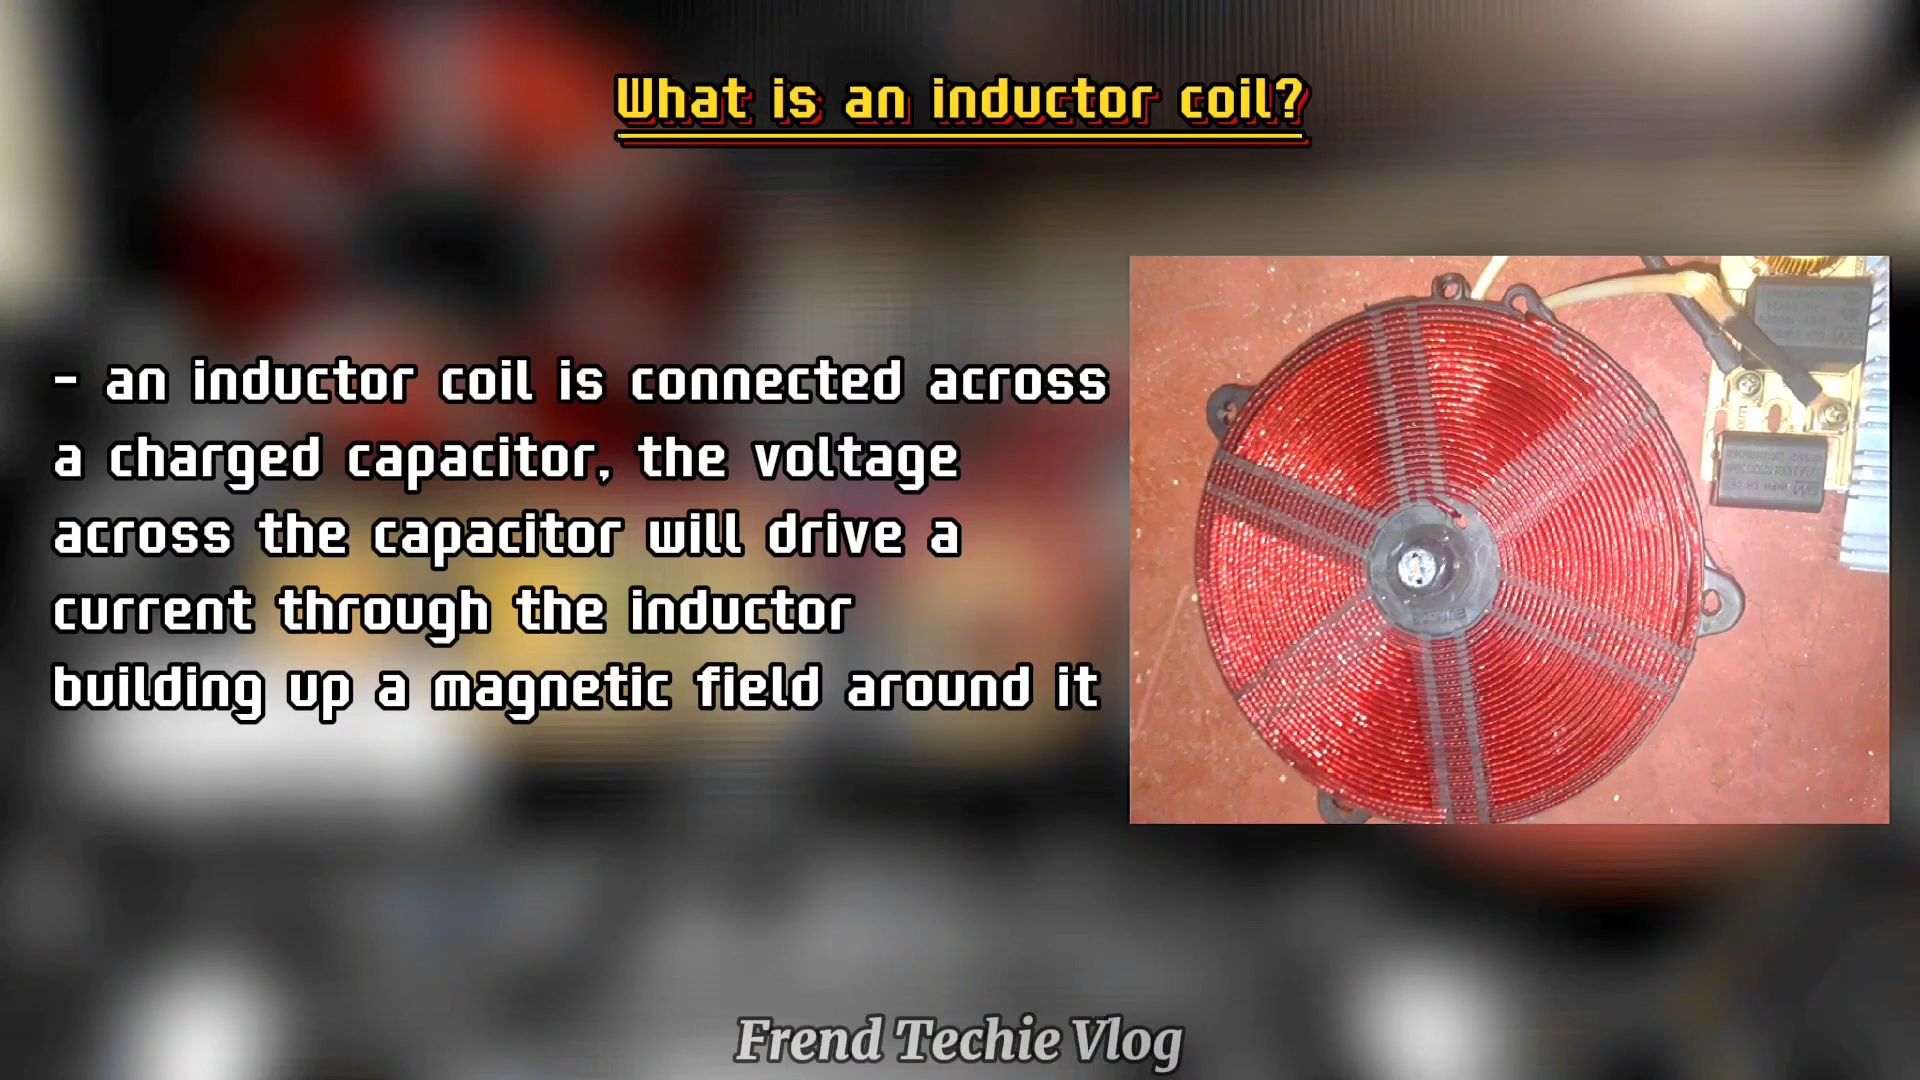 What is an inductor coil?
- an inductor coil is connected across
a charged capacitor, the voltage
across the capacitor will drive a
current through the inductor
building up a magnetic field around it
Frend Techie Vlog